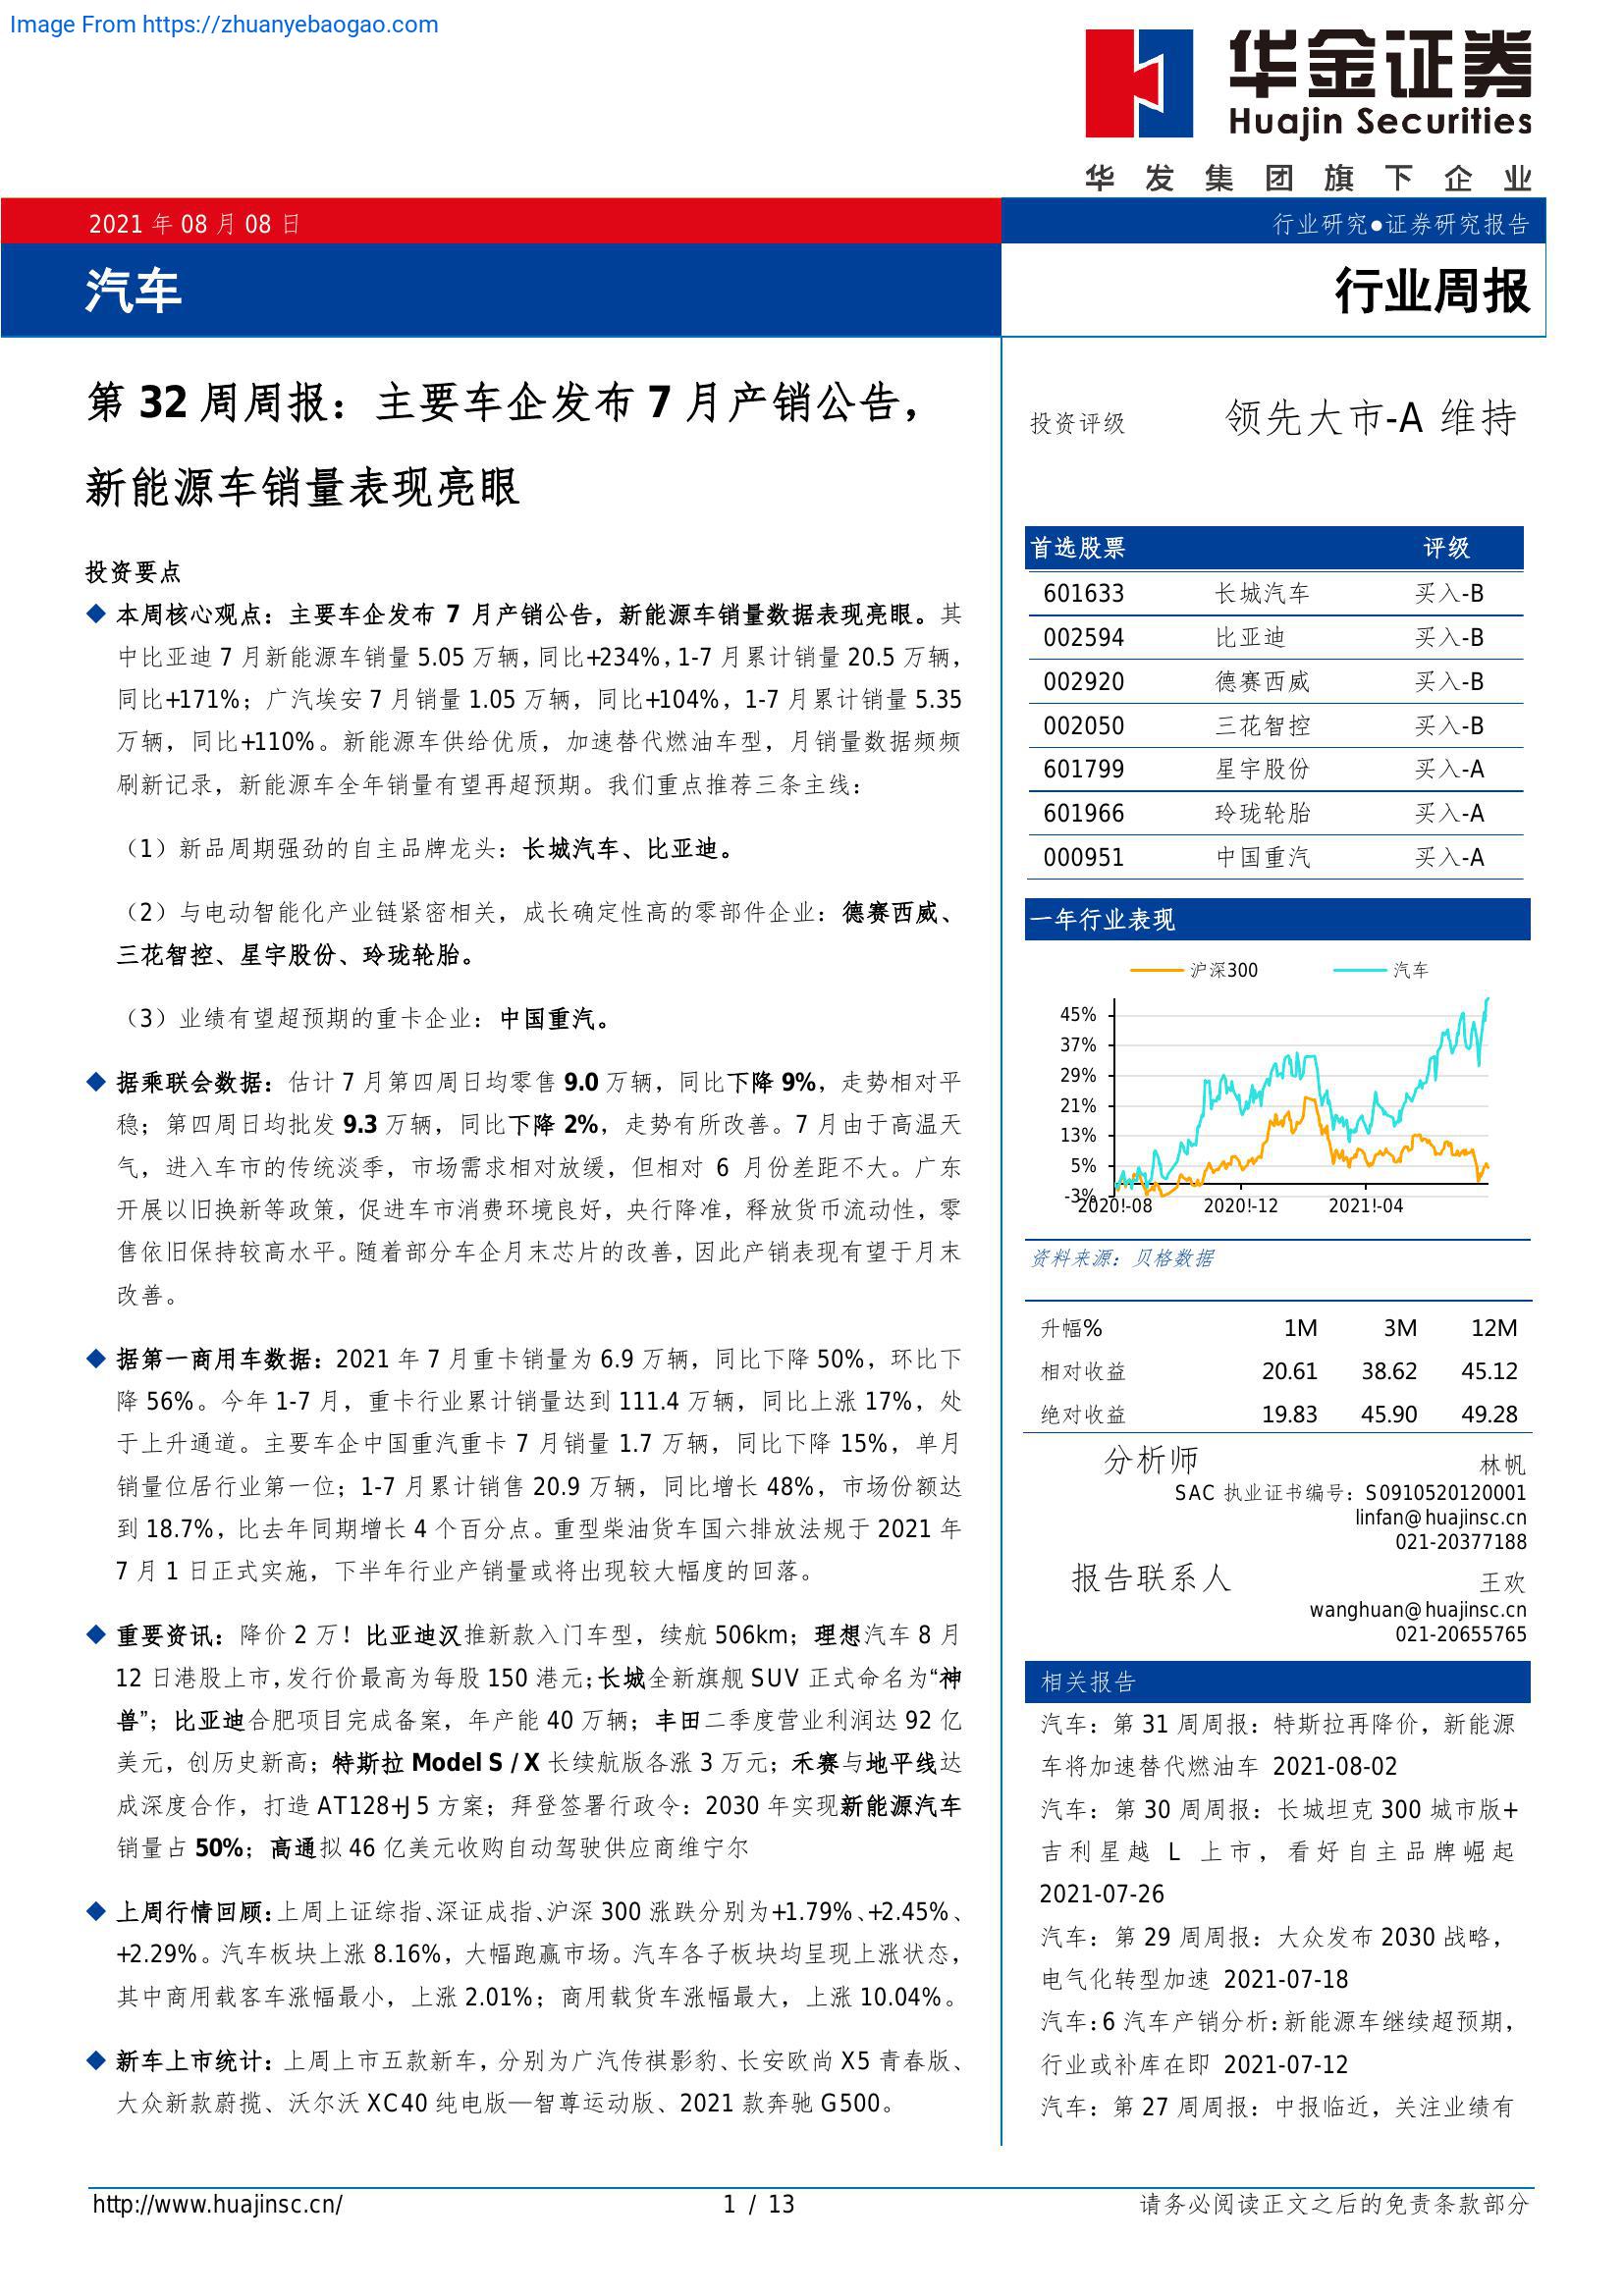 Image From https://zhuanyebaogao.com
华金证券
Huajin Securities
华发集团旗下企业
2021 年 08 月 08 日
行业研究●证券研究报告
汽车
行业周报
第 32 周周报：主要车企发布 7 月产销公告，
新能源车销量表现亮眼
投资要点
◆ 本周核心观点：主要车企发布 7 月产销公告，新能源车销量数据表现亮眼。其
中比亚迪 7 月新能源车销量 5.05 万辆，同比+234%，1-7 月累计销量 20.5 万辆，
同比+171%；广汽埃安 7 月销量 1.05 万辆，同比+104%，1-7 月累计销量 5.35
万辆，同比+110%。新能源车供给优质，加速替代燃油车型，月销量数据频频
刷新记录，新能源车全年销量有望再超预期。我们重点推荐三条主线：
（1）新品周期强劲的自主品牌龙头：长城汽车、比亚迪。
（2）与电动智能化产业链紧密相关，成长确定性高的零部件企业：德赛西威、
三花智控、星宇股份、玲珑轮胎。
（3）业绩有望超预期的重卡企业：中国重汽。
◆ 据乘联会数据：估计 7 月第四周日均零售 9.0 万辆，同比下降 9%，走势相对平
稳；第四周日均批发 9.3 万辆，同比下降 2%，走势有所改善。7 月由于高温天
气，进入车市的传统淡季，市场需求相对放缓，但相对 6 月份差距不大。广东
开展以旧换新等政策，促进车市消费环境良好，央行降准，释放货币流动性，零
售依旧保持较高水平。随着部分车企月末芯片的改善，因此产销表现有望于月末
改善。
◆ 据第一商用车数据：2021 年 7 月重卡销量为 6.9 万辆，同比下降 50%，环比下
降 56%。今年 1-7 月，重卡行业累计销量达到 111.4 万辆，同比上涨 17%，处
于上升通道。主要车企中国重汽重卡 7 月销量 1.7 万辆，同比下降 15%，单月
销量位居行业第一位；1-7 月累计销售 20.9 万辆，同比增长 48%，市场份额达
到 18.7%，比去年同期增长 4 个百分点。重型柴油货车国六排放法规于 2021 年
7 月 1 日正式实施，下半年行业产销量或将出现较大幅度的回落。
◆ 重要资讯：降价 2 万！比亚迪汉推新款入门车型，续航 506km；理想汽车 8 月
12 日港股上市，发行价最高为每股 150 港元；长城全新旗舰 SUV 正式命名为“神
兽”；比亚迪合肥项目完成备案，年产能 40 万辆；丰田二季度营业利润达 92 亿
美元，创历史新高；特斯拉 Model S / X 长续航版各涨 3 万元；禾赛与地平线达
成深度合作，打造 AT128+J5 方案；拜登签署行政令：2030 年实现新能源汽车
销量占 50%；高通拟 46 亿美元收购自动驾驶供应商维宁尔
◆ 上周行情回顾：上周上证综指、深证成指、沪深 300 涨跌分别为+1.79%、+2.45%、
+2.29%。汽车板块上涨 8.16%，大幅跑赢市场。汽车各子板块均呈现上涨状态，
其中商用载客车涨幅最小，上涨 2.01%；商用载货车涨幅最大，上涨 10.04%。
◆ 新车上市统计：上周上市五款新车，分别为广汽传祺影豹、长安欧尚 X5 青春版、
大众新款蔚揽、沃尔沃 XC40 纯电版—智尊运动版、2021 款奔驰 G500。
投资评级 领先大市-A 维持
首选股票 评级
601633 长城汽车 买入-B
002594 比亚迪 买入-B
002920 德赛西威 买入-B
002050 三花智控 买入-B
601799 星宇股份 买入-A
601966 玲珑轮胎 买入-A
000951 中国重汽 买入-A
一年行业表现
沪深300 汽车
45%
37%
29%
21%
13%
5%
-3%
2020!-08 2020!-12 2021!-04
资料来源：贝格数据
升幅% 1M 3M 12M
相对收益 20.61 38.62 45.12
绝对收益 19.83 45.90 49.28
分析师 林帆
SAC 执业证书编号：S0910520120001
linfan@huajinsc.cn
021-20377188
报告联系人 王欢
wanghuan@huajinsc.cn
021-20655765
相关报告
汽车：第 31 周周报：特斯拉再降价，新能源
车将加速替代燃油车 2021-08-02
汽车：第 30 周周报：长城坦克 300 城市版+
吉利星越 L 上市，看好自主品牌崛起
2021-07-26
汽车：第 29 周周报：大众发布 2030 战略，
电气化转型加速 2021-07-18
汽车：6 汽车产销分析：新能源车继续超预期，
行业或补库在即 2021-07-12
汽车：第 27 周周报：中报临近，关注业绩有
http://www.huajinsc.cn/
1 / 13
请务必阅读正文之后的免责条款部分